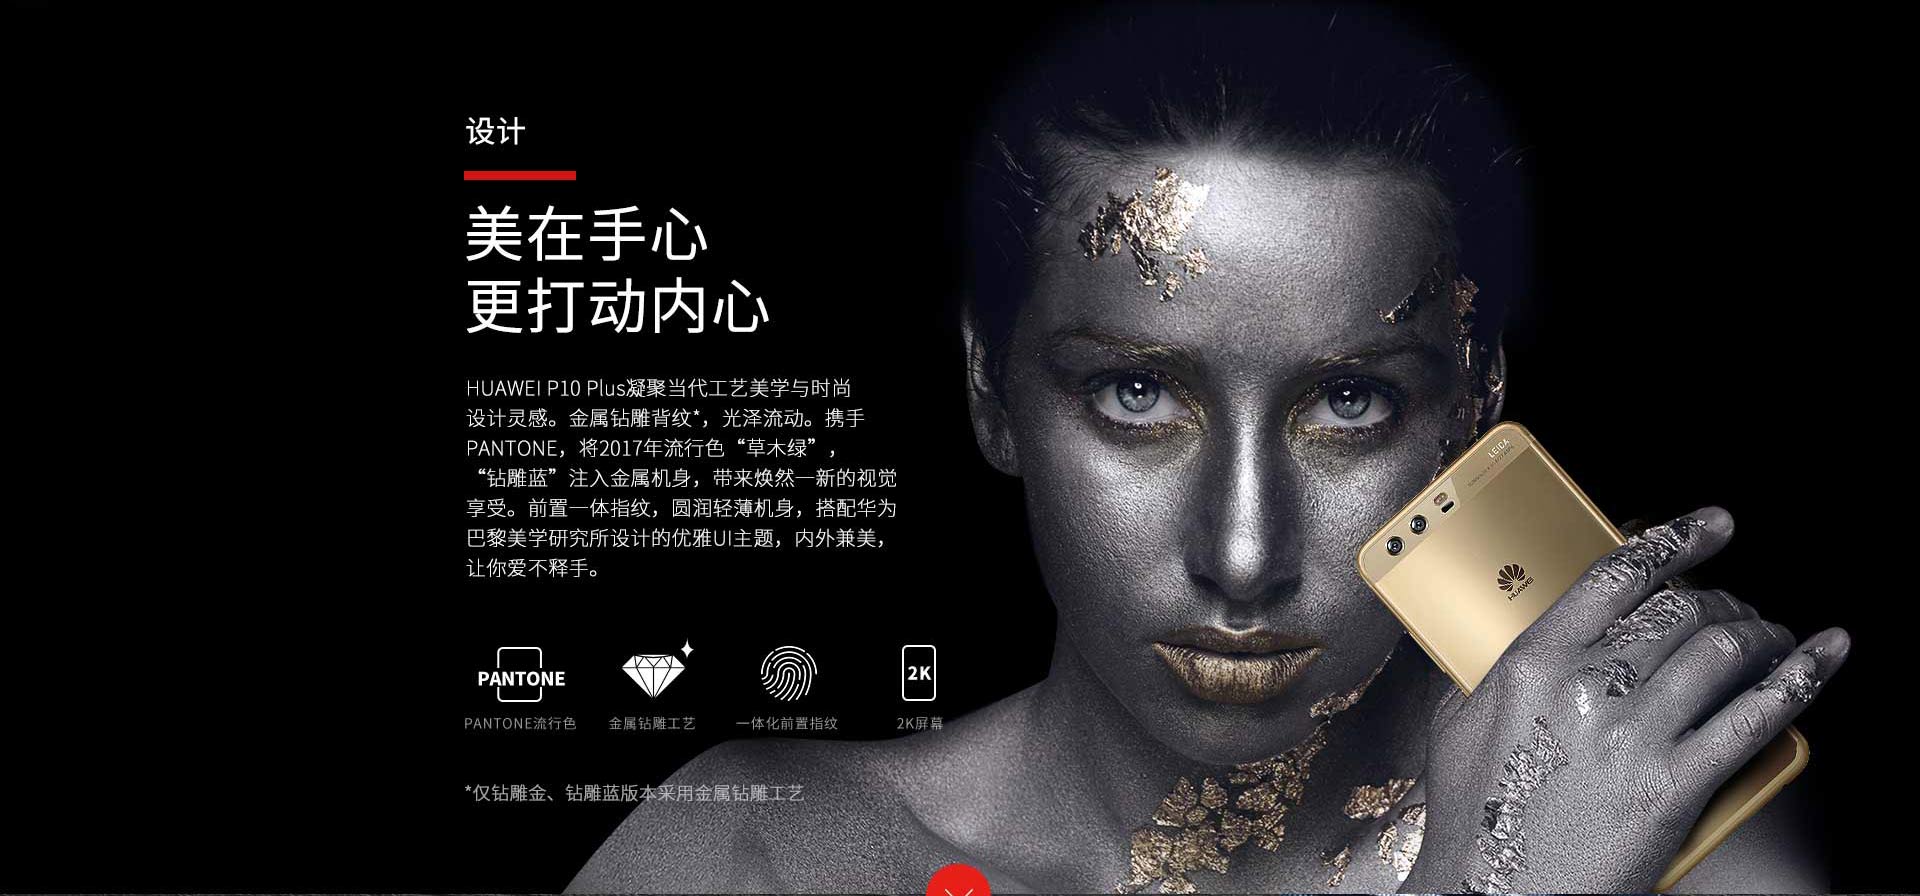 设计
美在手心
更打动内心
HUAWEI P10 Plus凝聚当代工艺美学与时尚
设计灵感。金属钻雕背纹*，光泽流动。携手
PANTONE，将2017年流行色“草木绿”，
“钻雕蓝”注入金属机身，带来焕然一新的视觉
享受。前置一体指纹，圆润轻薄机身，搭配华为
巴黎美学研究所设计的优雅UI主题，内外兼美，
让你爱不释手。
PANTONE
2K
PANTONE流行色
金属钻雕工艺
一体化前置指纹
2K屏幕
*仅钻雕金、钻雕蓝版本采用金属钻雕工艺
LEICA
HUAWEI